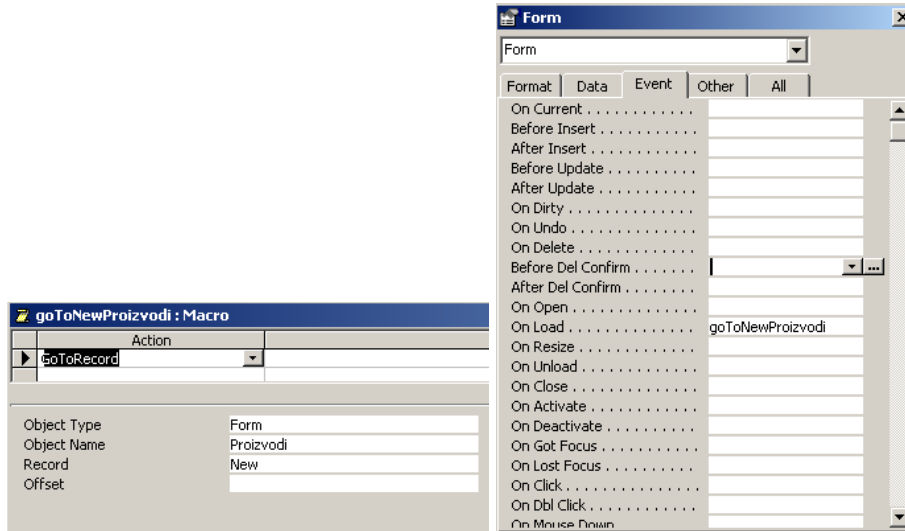 goToNewProizvodi : Macro
Action
GoToRecord
Object Type Form
Object Name Proizvodi
Record New
Offset
Form
Form
Format Data Event Other All
On Current . . . . . . . . . . . .
Before Insert . . . . . . . . . . .
After Insert . . . . . . . . . . . .
Before Update . . . . . . . . . .
After Update . . . . . . . . . . .
On Dirty . . . . . . . . . . . . . .
On Undo . . . . . . . . . . . . .
On Delete . . . . . . . . . . . . .
Before Del Confirm . . . . . . . ...
After Del Confirm . . . . . . . .
On Open . . . . . . . . . . . . .
On Load . . . . . . . . . . . . . goToNewProizvodi
On Resize . . . . . . . . . . . .
On Unload . . . . . . . . . . . .
On Close . . . . . . . . . . . . .
On Activate . . . . . . . . . . .
On Deactivate . . . . . . . . . .
On Got Focus . . . . . . . . . .
On Lost Focus . . . . . . . . . .
On Click . . . . . . . . . . . . . .
On Dbl Click . . . . . . . . . . .
On Mouse Down